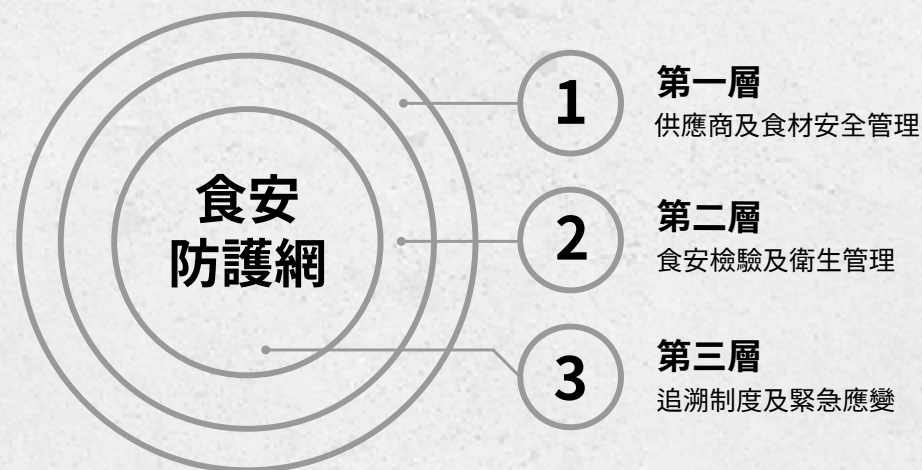 食安
防護網
1
第一層
供應商及食材安全管理
2
第二層
食安檢驗及衛生管理
3
第三層
追溯制度及緊急應變